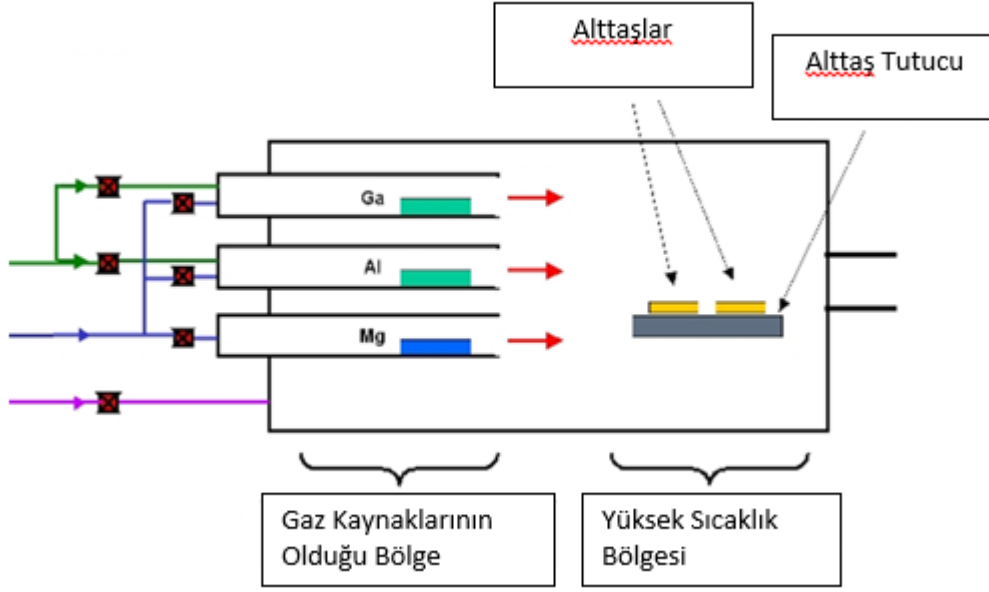 Alttaşlar
Alttaş Tutucu
Ga
Al
Mg
Gaz Kaynaklarının
Olduğu Bölge
Yüksek Sıcaklık
Bölgesi